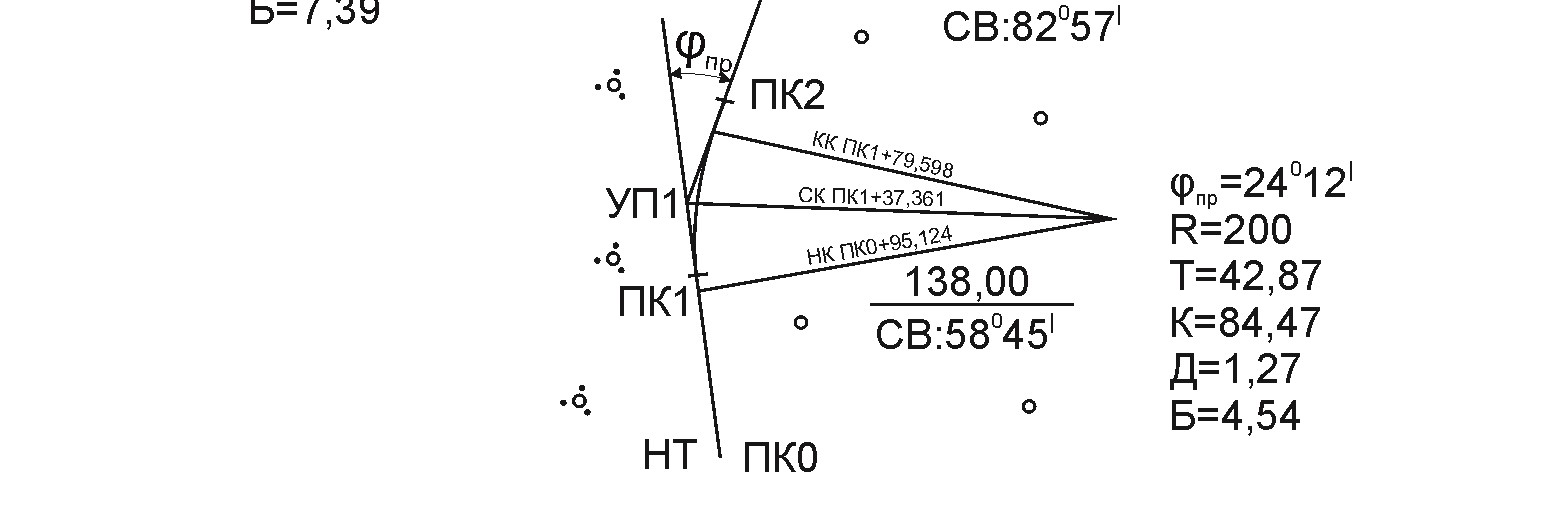 Б=7,39
СВ:82⁰57ˡ
φпр
ПК2
КК ПК1+79,598
УП1
СК ПК1+37,361
НК ПК0+95,124
ПК1
138,00
СВ:58⁰45ˡ
φпр=24⁰12ˡ
R=200
Т=42,87
К=84,47
Д=1,27
Б=4,54
НТ ПК0